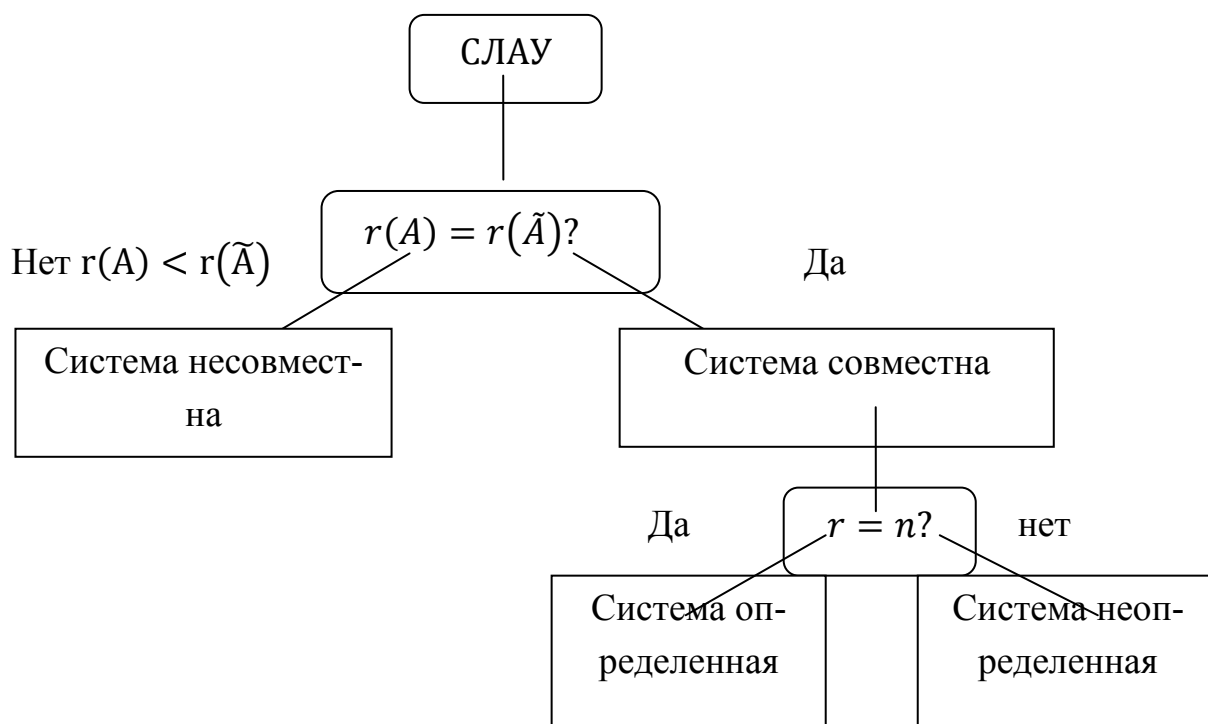 СЛАУ
r(A) = r(Ã)?
Нет r(A) < r(Ã)
Да
Система несовмест-
на
Система совместна
Да
r = n?
нет
Система оп-
ределенная
Система неоп-
ределенная